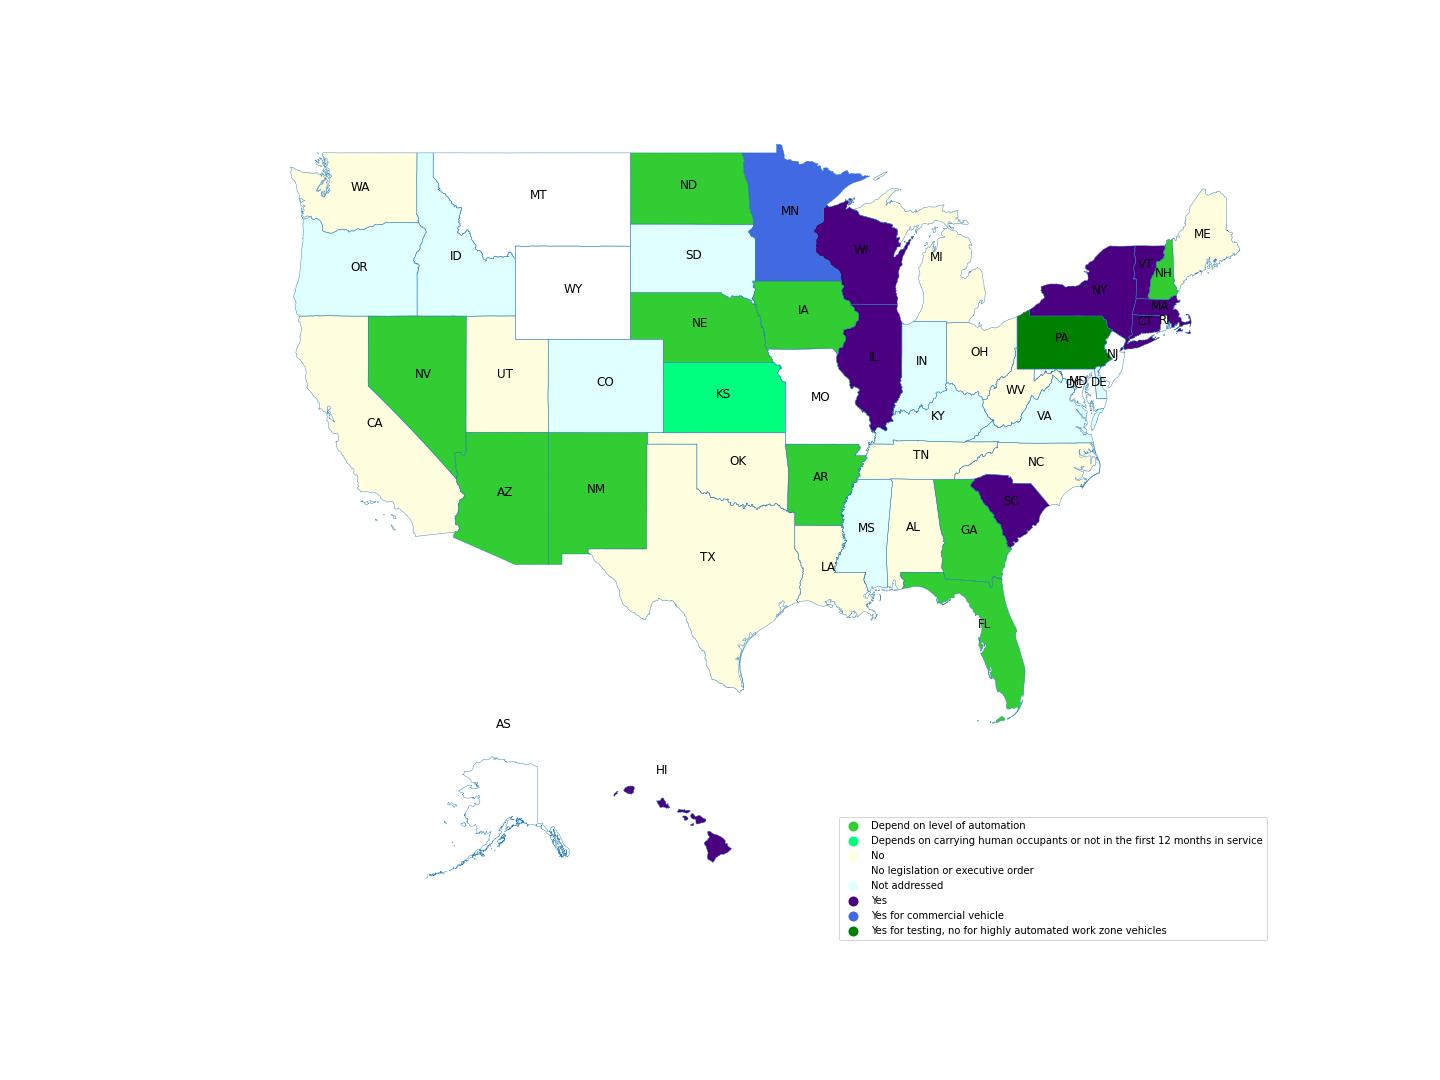 WA
MT
ND
MN
ME
OR
ID
SD
WI
MI
VT
NH
WY
NY
NE
IA
MA
CT
RI
NV
UT
CO
KS
MO
IL
IN
OH
PA
NJ
WV
DC
MD
DE
CA
KY
VA
AZ
NM
OK
AR
TN
NC
SC
TX
LA
MS
AL
GA
FL
AS
HI
Depend on level of automation
Depends on carrying human occupants or not in the first 12 months in service
No
No legislation or executive order
Not addressed
Yes
Yes for commercial vehicle
Yes for testing, no for highly automated work zone vehicles